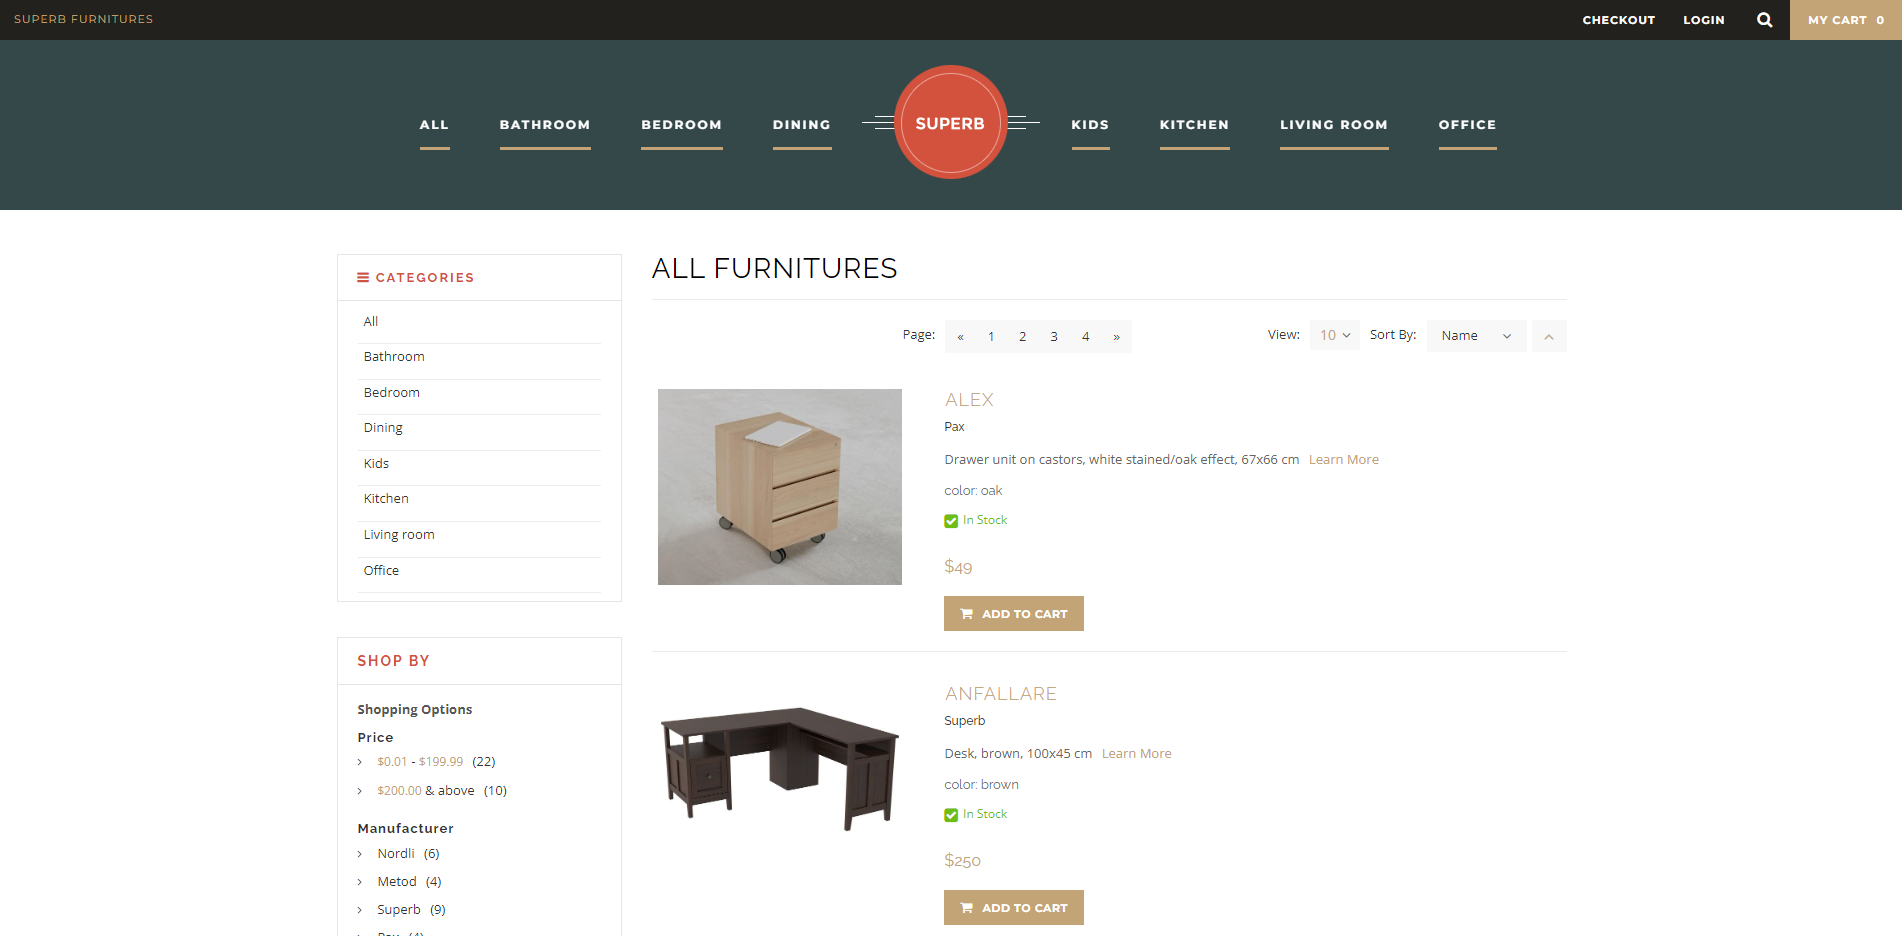 SUPERB FURNITURES
CHECKOUT LOGIN MY CART 0
ALL BATHROOM BEDROOM DINING SUPERB KIDS KITCHEN LIVING ROOM OFFICE
CATEGORIES
All
Bathroom
Bedroom
Dining
Kids
Kitchen
Living room
Office
SHOP BY
Shopping Options
Price
$0.01 - $199.99 (22)
$200.00 & above (10)
Manufacturer
Nordli (6)
Metod (4)
Superb (9)
ALL FURNITURES
Page: « 1 2 3 4 » View: 10 Sort By: Name
ALEX
Pax
Drawer unit on castors, white stained/oak effect, 67x66 cm Learn More
color: oak
In Stock
$49
ADD TO CART
ANFALLARE
Superb
Desk, brown, 100x45 cm Learn More
color: brown
In Stock
$250
ADD TO CART